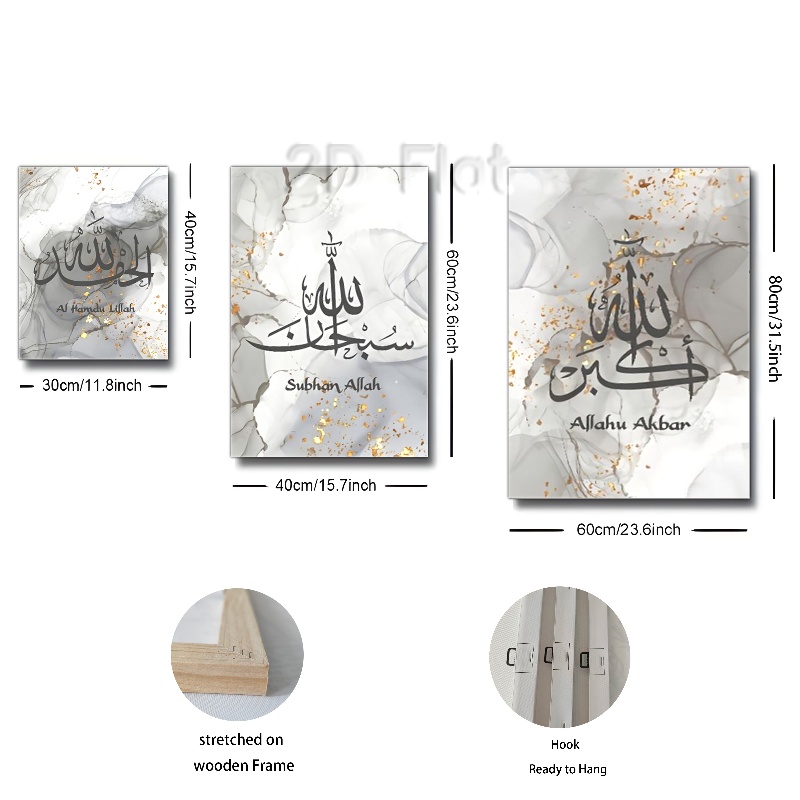 2D Flat
الحمد لله
Al Hamdu Lillah
40cm/15.7inch
30cm/11.8inch
سبحان الله
Subhan Allah
60cm/23.6inch
40cm/15.7inch
الله أكبر
Allahu Akbar
80cm/31.5inch
60cm/23.6inch
stretched on
wooden Frame
Hook
Ready to Hang